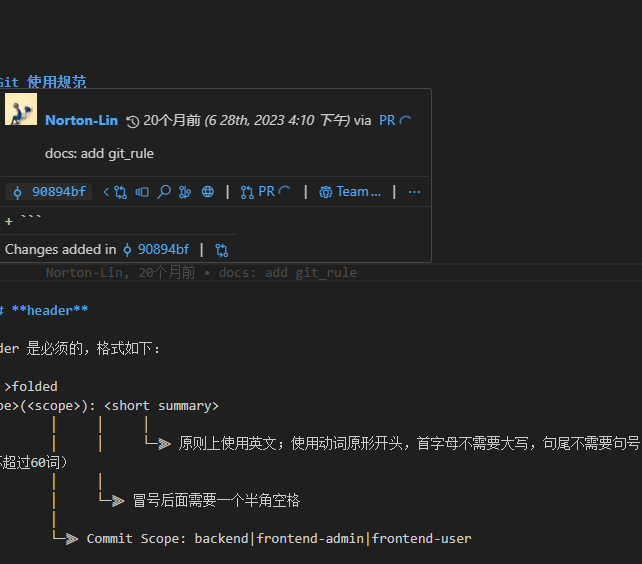 Git 使用规范
Norton-Lin 20个月前 (6 28th, 2023 4:10 下午) via PR
docs: add git_rule
90894bf | PR | Team... | ...
+ ```
Changes added in 90894bf |
Norton-Lin, 20个月前 • docs: add git_rule
# **header**
der 是必须的，格式如下：
>folded
pe>(<scope>): <short summary>
│ │ │
│ │ └─⫸ 原则上使用英文；使用动词原形开头，首字母不需要大写，句尾不需要句号
不超过60词）
│ │
│ └─⫸ 冒号后面需要一个半角空格
│
└─⫸ Commit Scope: backend|frontend-admin|frontend-user